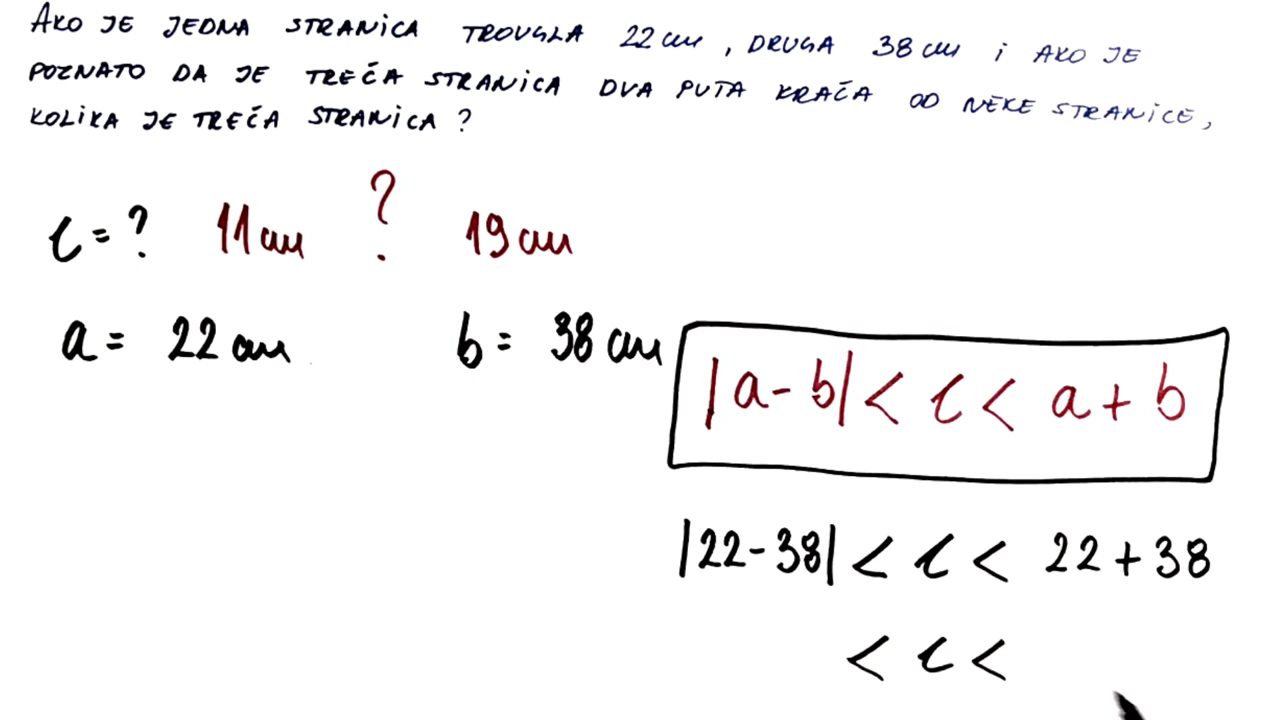 AKO JE JEDNA STRANICA TROUGLA 22 cm, DRUGA 38 cm i AKO JE
POZNATO DA JE TREĆA STRANICA DVA PUTA KRAĆA OD NEKE STRANICE,
KOLIKA JE TREĆA STRANICA?
c = ? 11 cm ? 19 cm
a = 22 cm b = 38 cm
|a - b| < c < a + b
|22 - 38| < c < 22 + 38
< c <